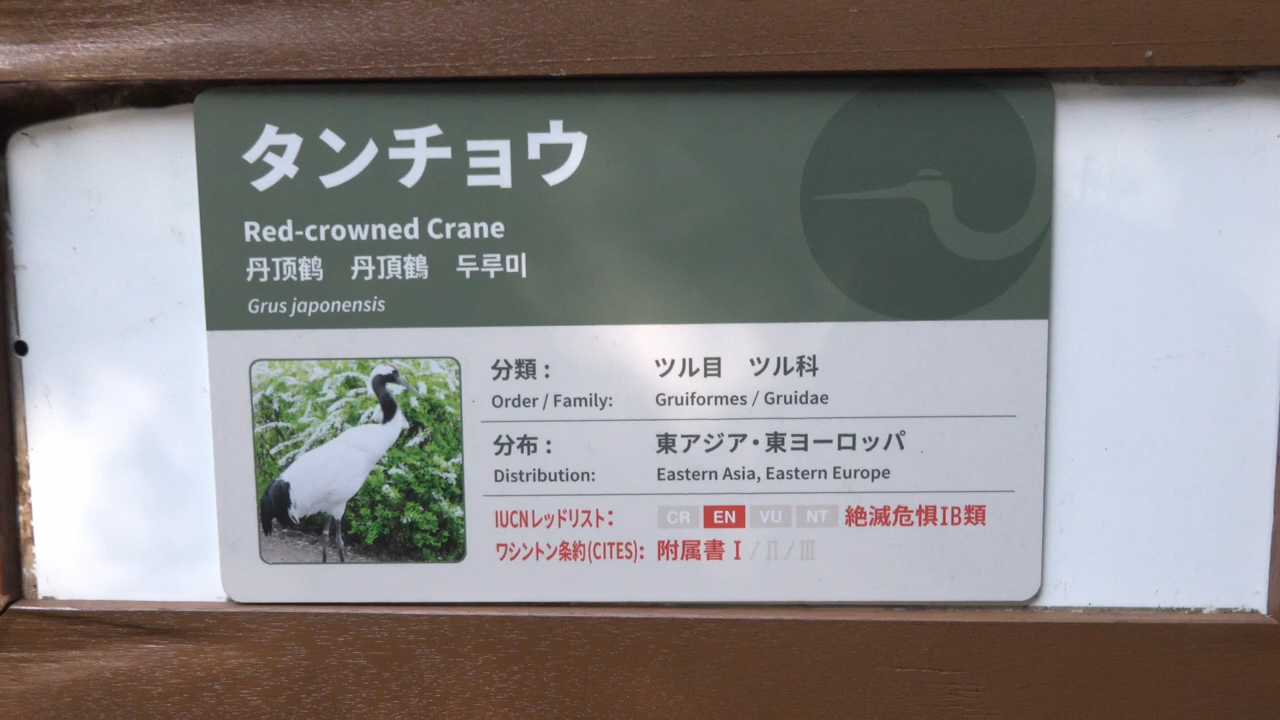 タンチョウ
Red-crowned Crane
丹顶鹤 丹頂鶴 두루미
Grus japonensis
分類： ツル目 ツル科
Order / Family: Gruiformes / Gruidae
分布： 東アジア・東ヨーロッパ
Distribution: Eastern Asia, Eastern Europe
IUCNレッドリスト： CR EN VU NT 絶滅危惧IB類
ワシントン条約(CITES)： 附属書 I / II / III